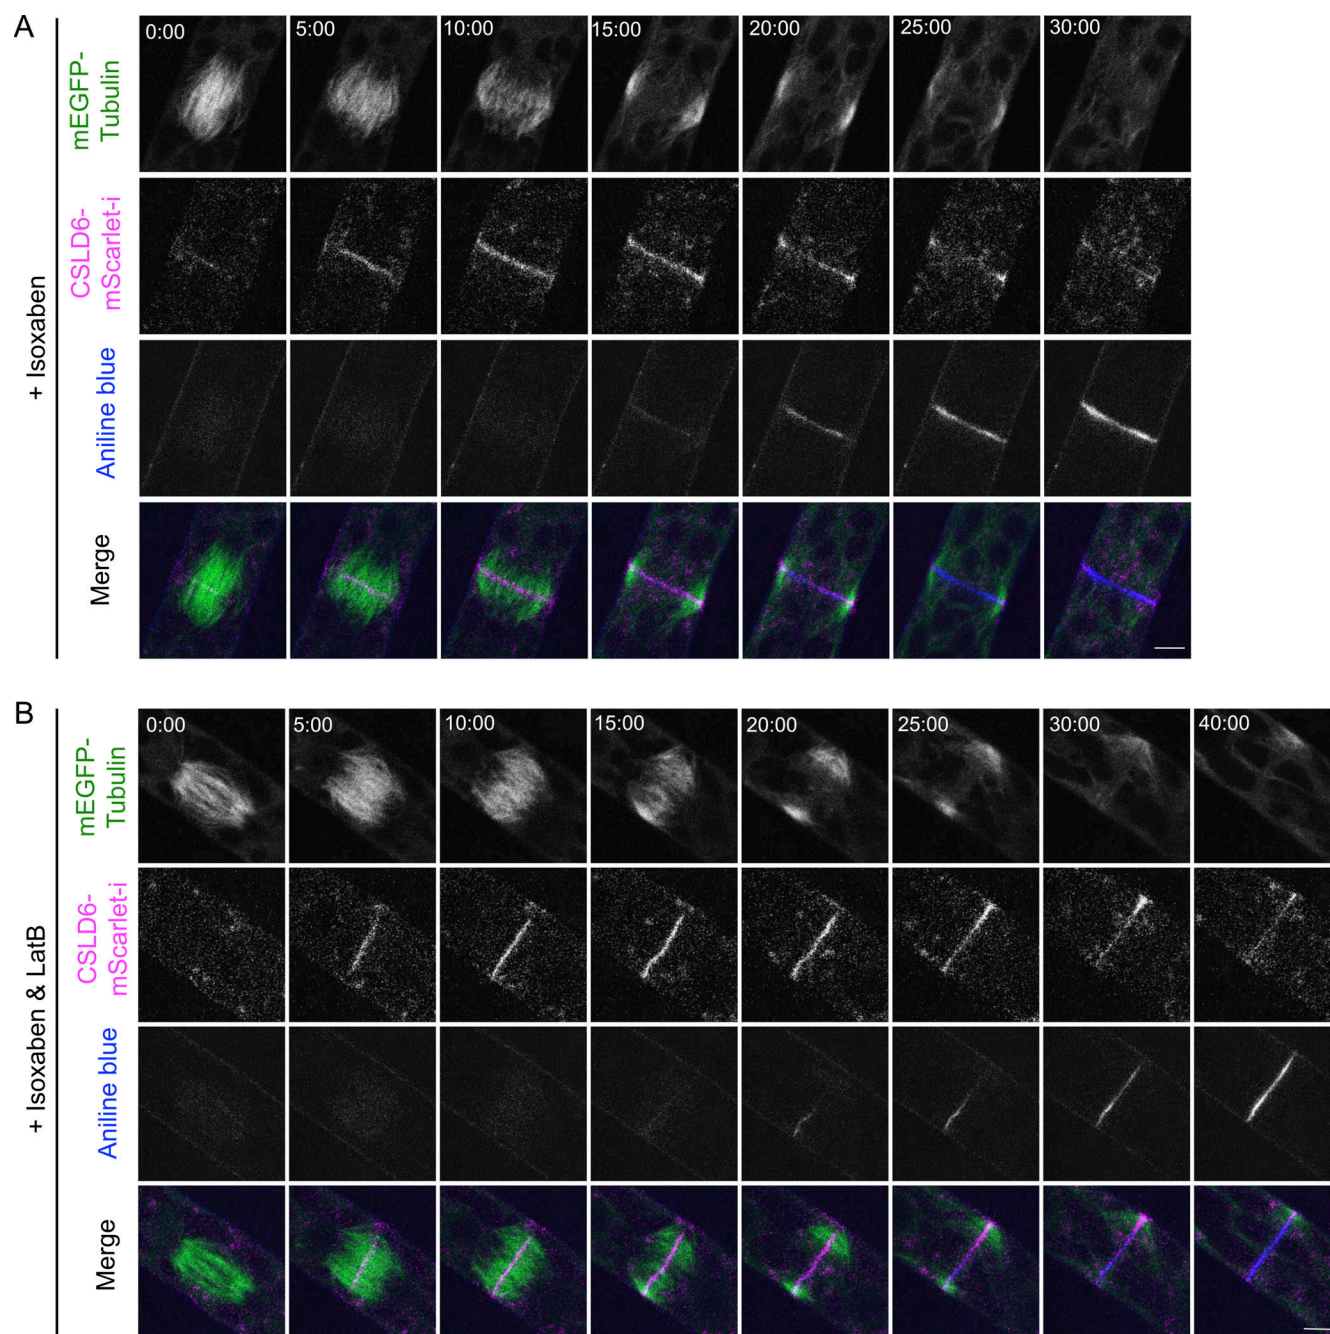 A
0:00 5:00 10:00 15:00 20:00 25:00 30:00
mEGFP-
Tubulin
CSLD6-
mScarlet-i
Aniline blue
Merge
+ Isoxaben
B
0:00 5:00 10:00 15:00 20:00 25:00 30:00 40:00
mEGFP-
Tubulin
CSLD6-
mScarlet-i
Aniline blue
Merge
+ Isoxaben & LatB